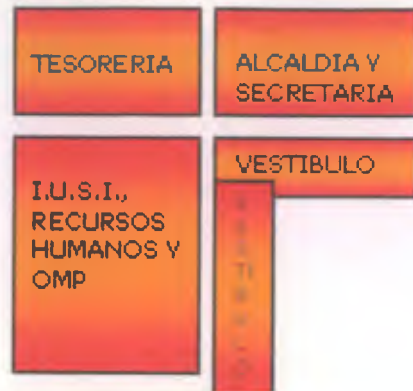 TESORERIA
ALCALDIA Y
SECRETARIA
I.U.S.I.,
RECURSOS
HUMANOS Y
OMP
VESTIBULO